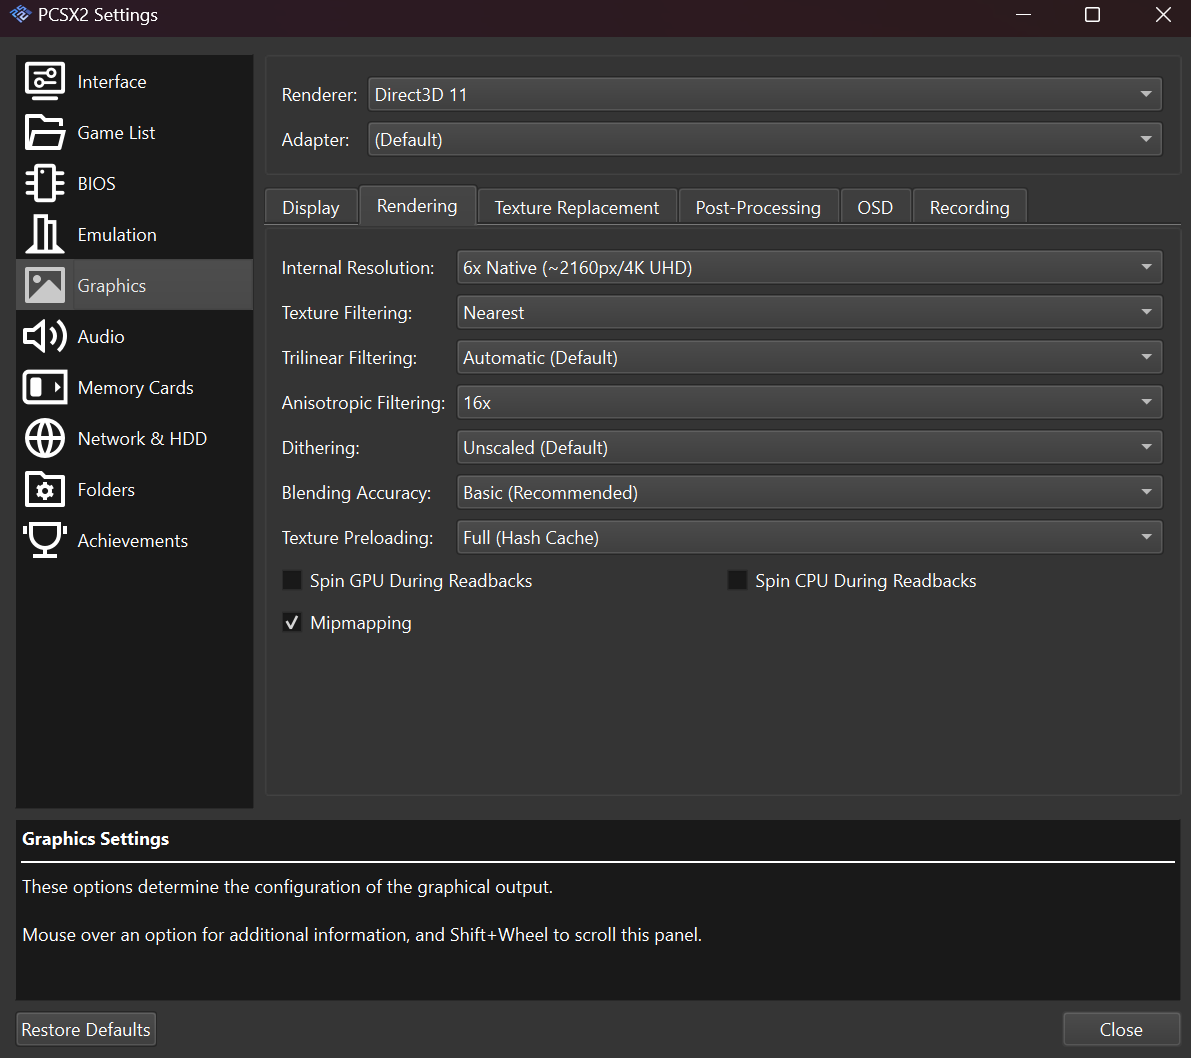 PCSX2 Settings
Interface
Game List
BIOS
Emulation
Graphics
Audio
Memory Cards
Network & HDD
Folders
Achievements
Renderer: Direct3D 11
Adapter: (Default)
Display Rendering Texture Replacement Post-Processing OSD Recording
Internal Resolution: 6x Native (~2160px/4K UHD)
Texture Filtering: Nearest
Trilinear Filtering: Automatic (Default)
Anisotropic Filtering: 16x
Dithering: Unscaled (Default)
Blending Accuracy: Basic (Recommended)
Texture Preloading: Full (Hash Cache)
Spin GPU During Readbacks Spin CPU During Readbacks
Mipmapping
Graphics Settings
These options determine the configuration of the graphical output.
Mouse over an option for additional information, and Shift+Wheel to scroll this panel.
Restore Defaults Close